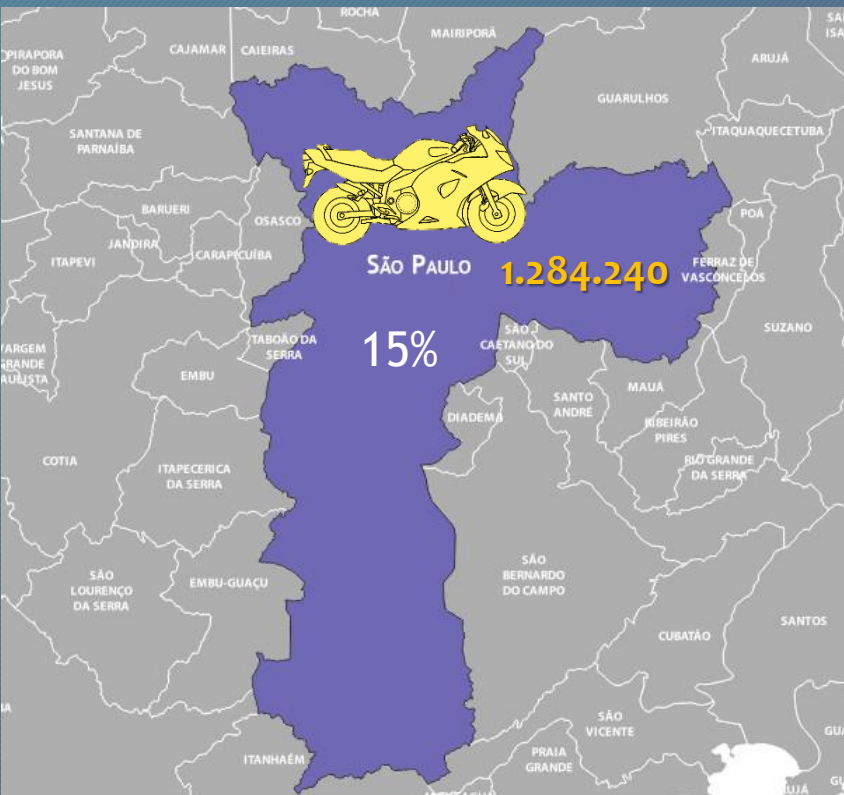 ROCHA
MAIRIPORÃ
CAJAMAR
CAIEIRAS
PIRAPORA
DO BOM
JESUS
ARUJÁ
GUARULHOS
SANTANA DE
PARNAÍBA
ITAQUAQUECETUBA
BARUERI
OSASCO
POÁ
JANDIRA
ITAPEVI
CARAPICUÍBA
SÃO PAULO
1.284.240
FERRAZ DE
VASCONCELOS
SUZANO
TABOÃO DA
SERRA
15%
SÃO
CAETANO DO
SUL
VARGEM
GRANDE
PAULISTA
EMBU
MAUÁ
SANTO
ANDRÉ
DIADEMA
RIBEIRÃO
PIRES
COTIA
ITAPECERICA
DA SERRA
RIO GRANDE
DA SERRA
SÃO
BERNARDO
DO CAMPO
SÃO
LOURENÇO
DA SERRA
EMBU-GUAÇU
CUBATÃO
SANTOS
SÃO
VICENTE
ITANHAÉM
PRAIA
GRANDE